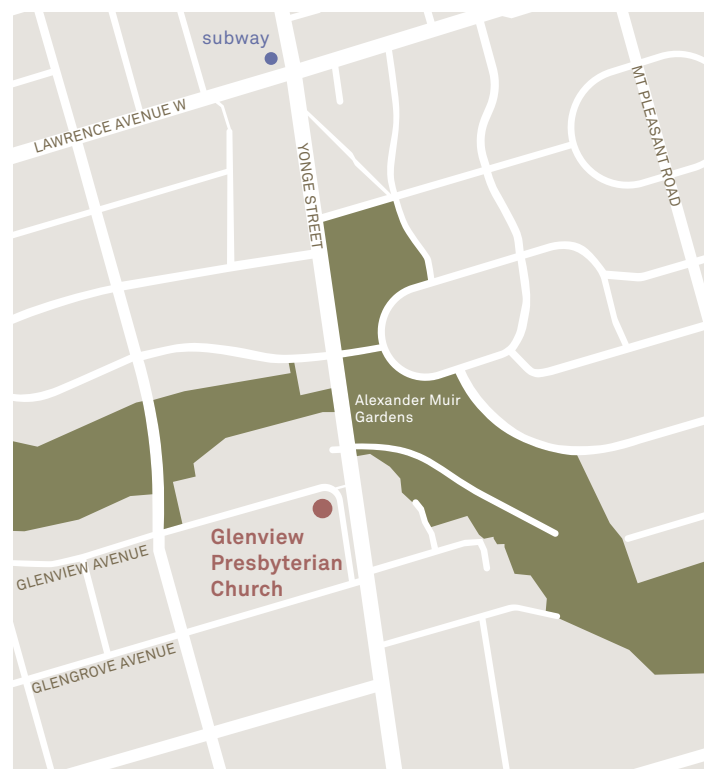 subway
LAWRENCE AVENUE W
MT PLEASANT ROAD
YONGE STREET
Alexander Muir
Gardens
Glenview
Presbyterian
Church
GLENVIEW AVENUE
GLENGROVE AVENUE